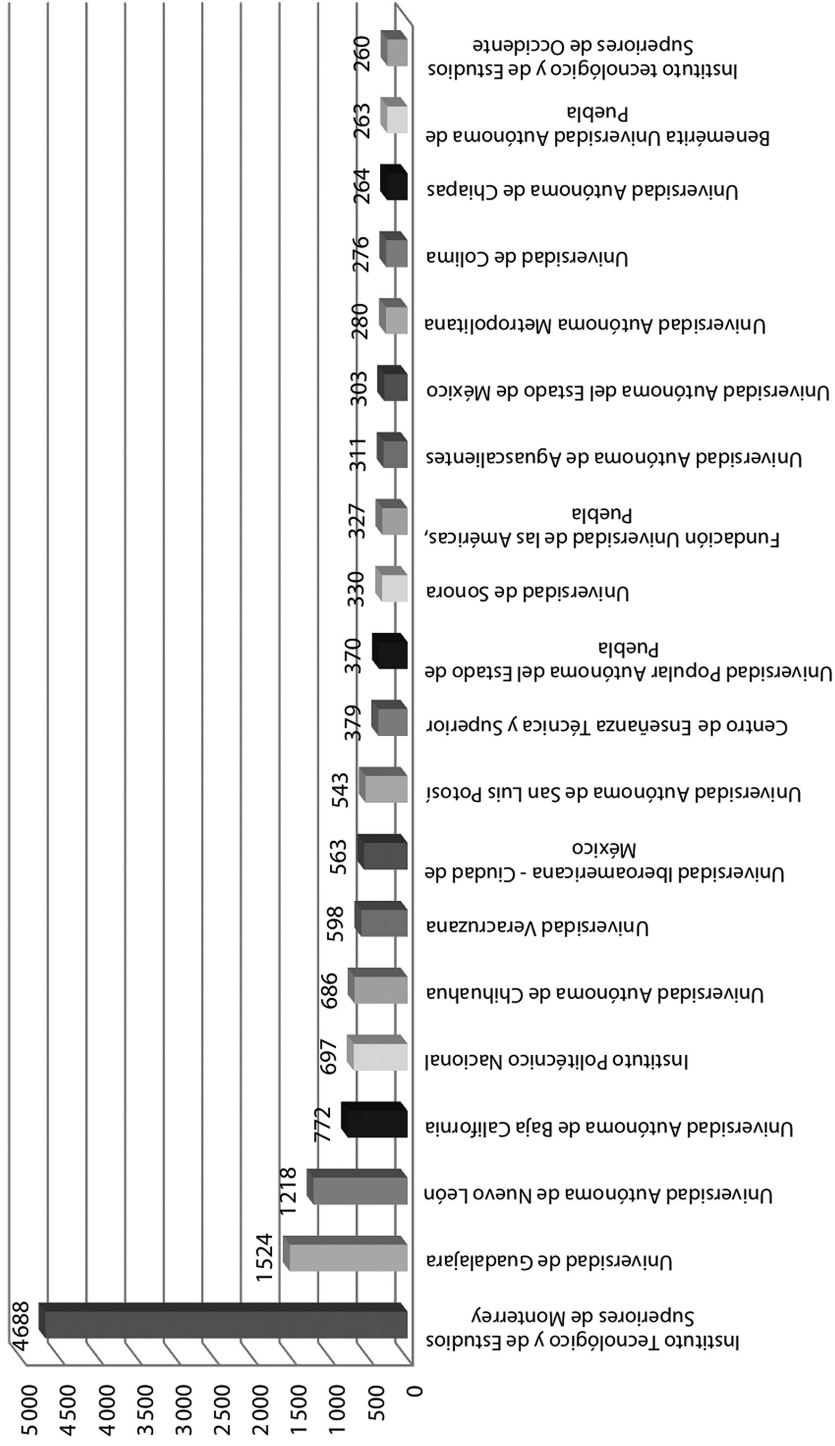 5000
4500
4000
3500
3000
2500
2000
1500
1000
500
0
4688
1524
1218
772
697
686
598
563
543
379
370
330
327
311
303
280
276
264
263
260
Instituto Tecnológico y de Estudios
Superiores de Monterrey
Universidad de Guadalajara
Universidad Autónoma de Nuevo León
Universidad Autónoma de Baja California
Instituto Politécnico Nacional
Universidad Autónoma de Chihuahua
Universidad Veracruzana
Universidad Iberoamericana - Ciudad de
México
Universidad Autónoma de San Luis Potosí
Centro de Enseñanza Técnica y Superior
Universidad Popular Autónoma del Estado de
Puebla
Universidad de Sonora
Fundación Universidad de las Américas,
Puebla
Universidad Autónoma de Aguascalientes
Universidad Autónoma del Estado de México
Universidad Autónoma Metropolitana
Universidad de Colima
Universidad Autónoma de Chiapas
Benemérita Universidad Autónoma de
Puebla
Instituto tecnológico y de Estudios
Superiores de Occidente